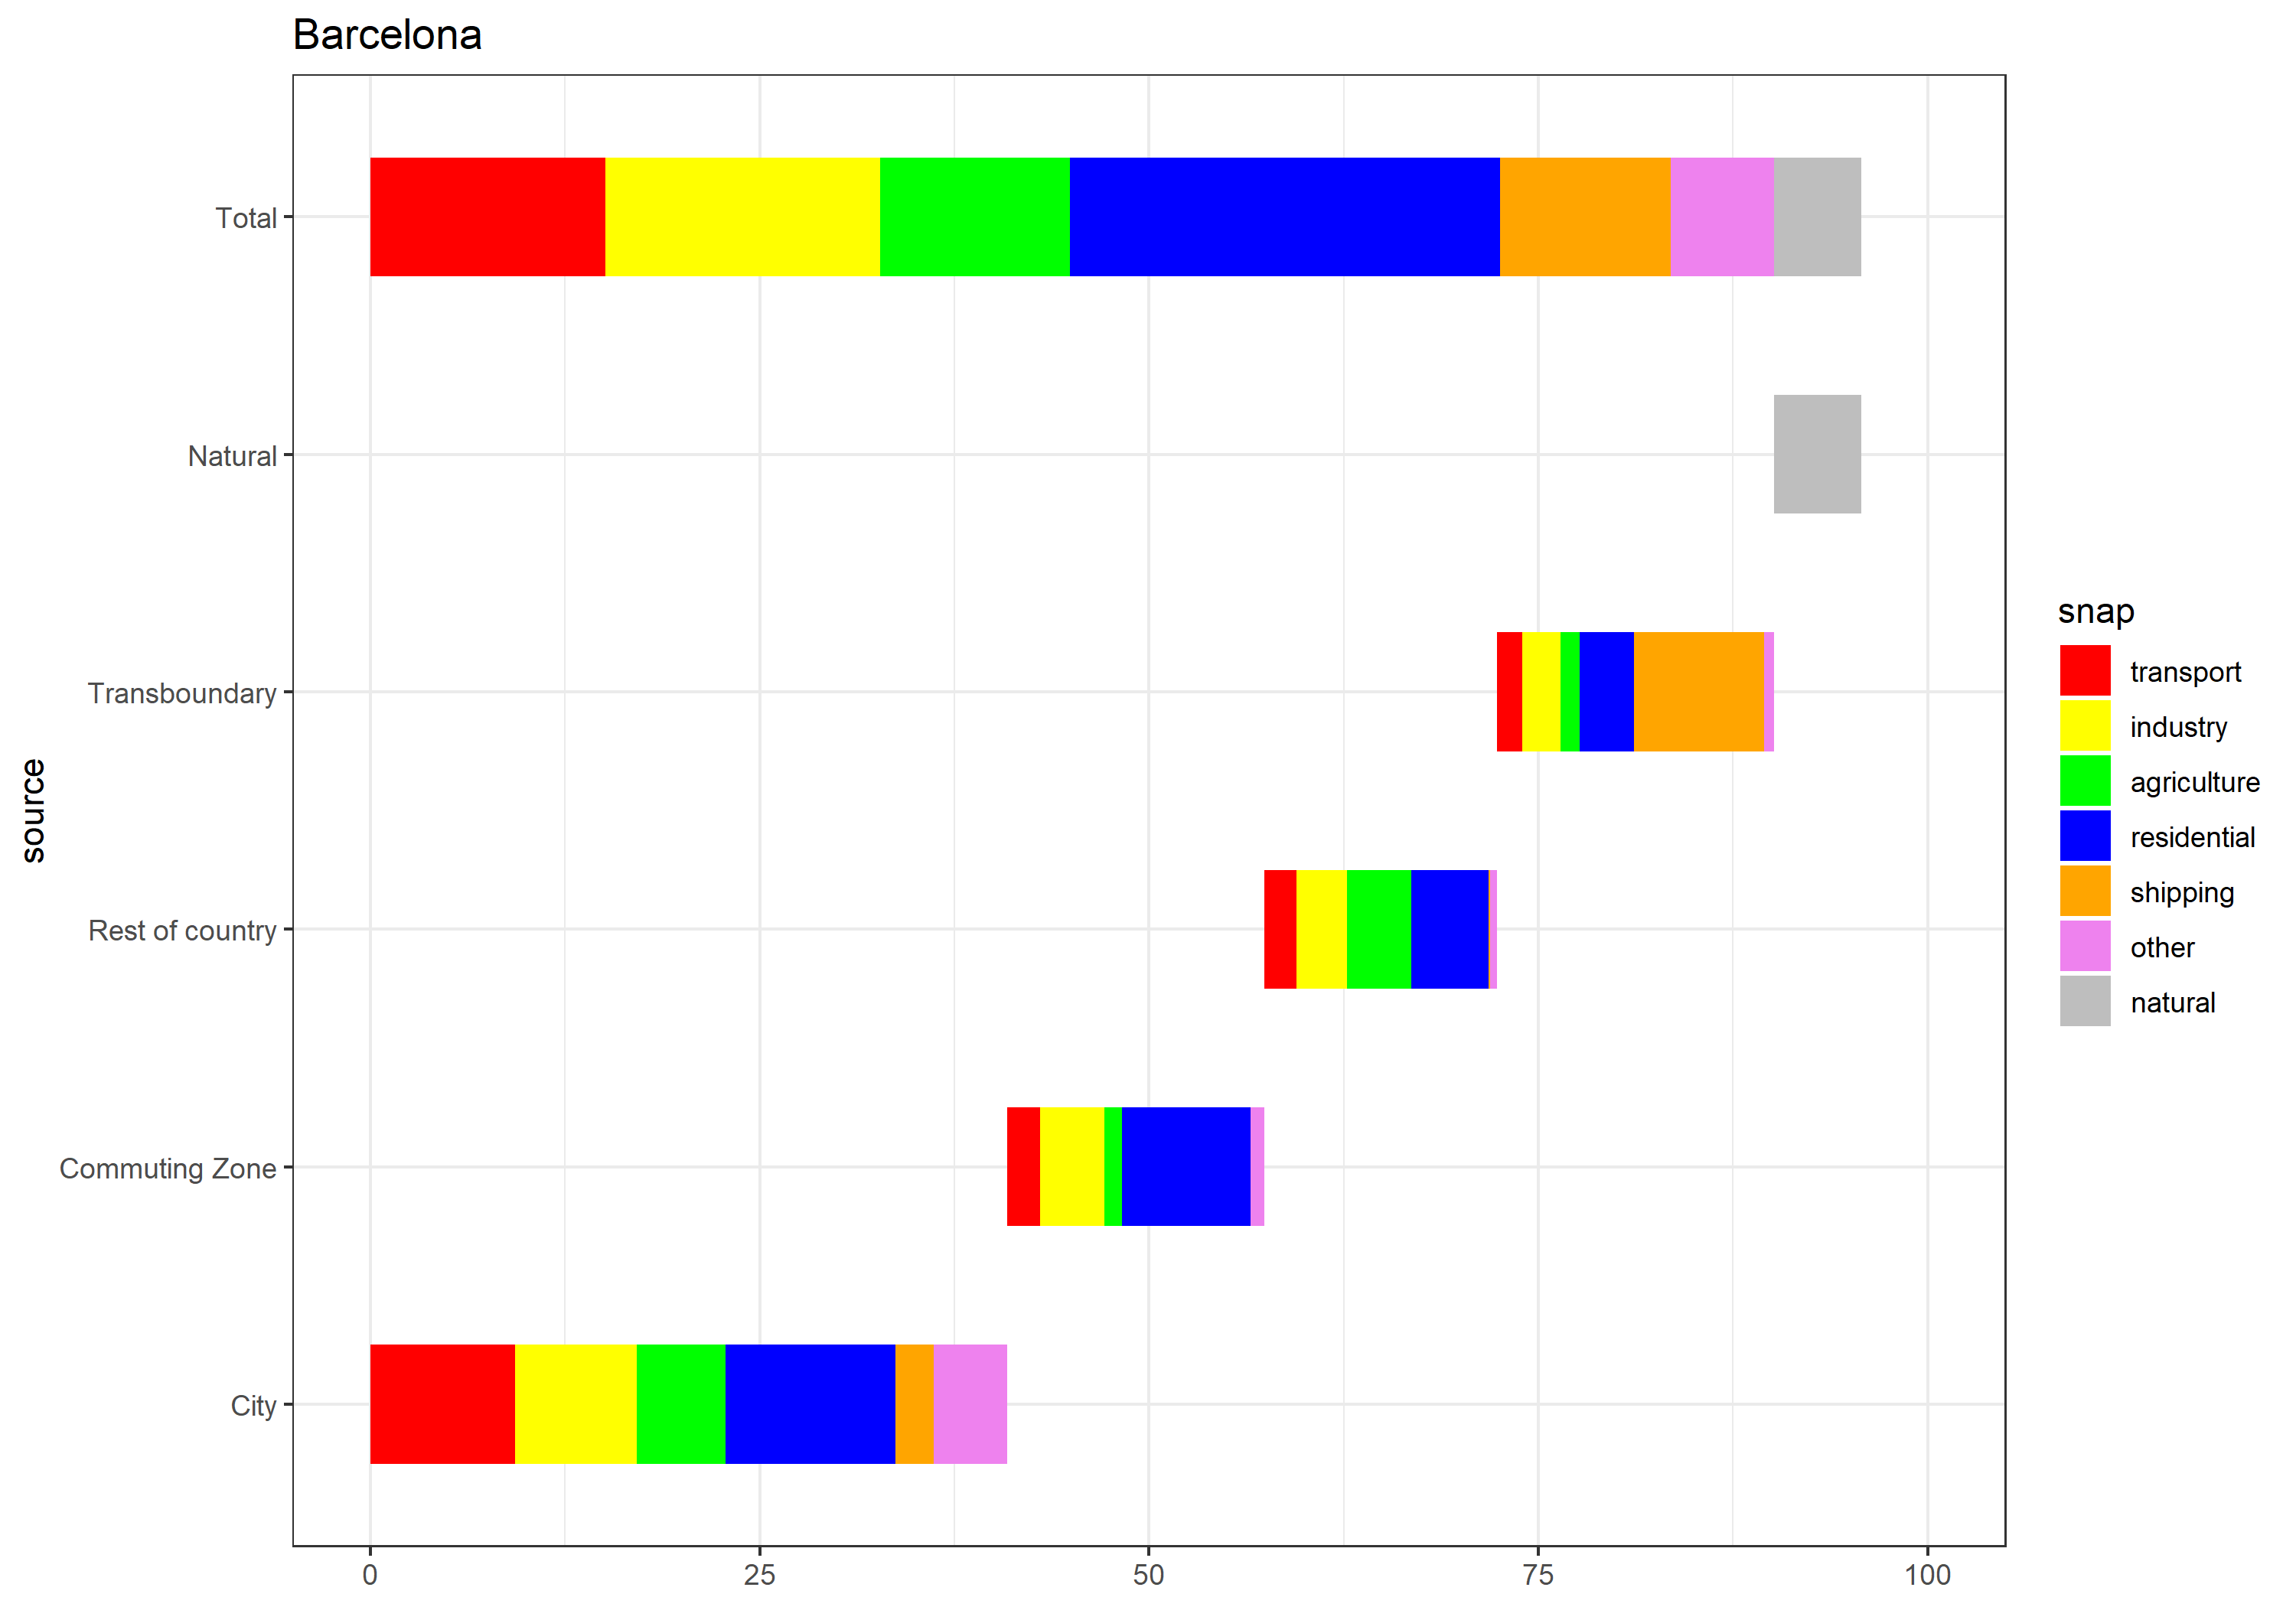 Barcelona
source
Total
Natural
Transboundary
Rest of country
Commuting Zone
City
0 25 50 75 100
snap
transport
industry
agriculture
residential
shipping
other
natural